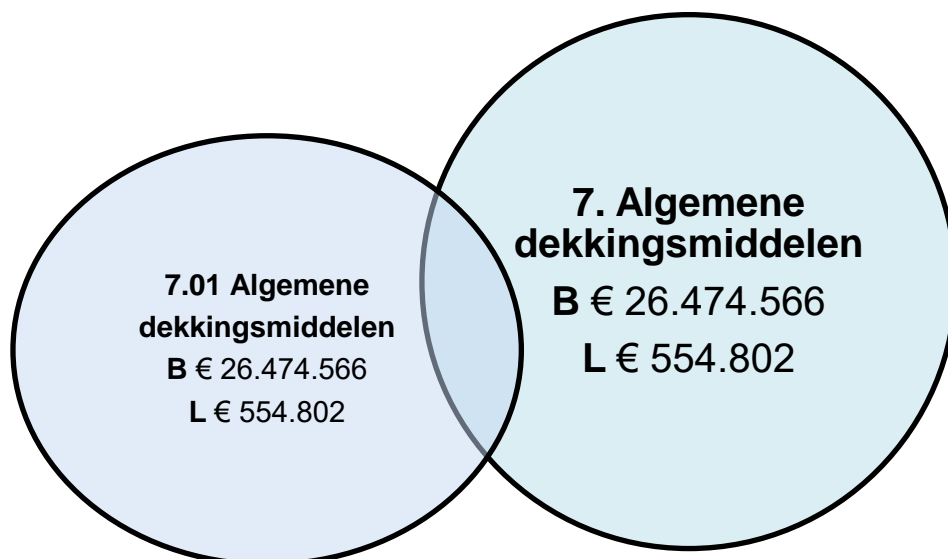 7.01 Algemene
dekkingsmiddelen
B € 26.474.566
L € 554.802
7. Algemene
dekkingsmiddelen
B € 26.474.566
L € 554.802